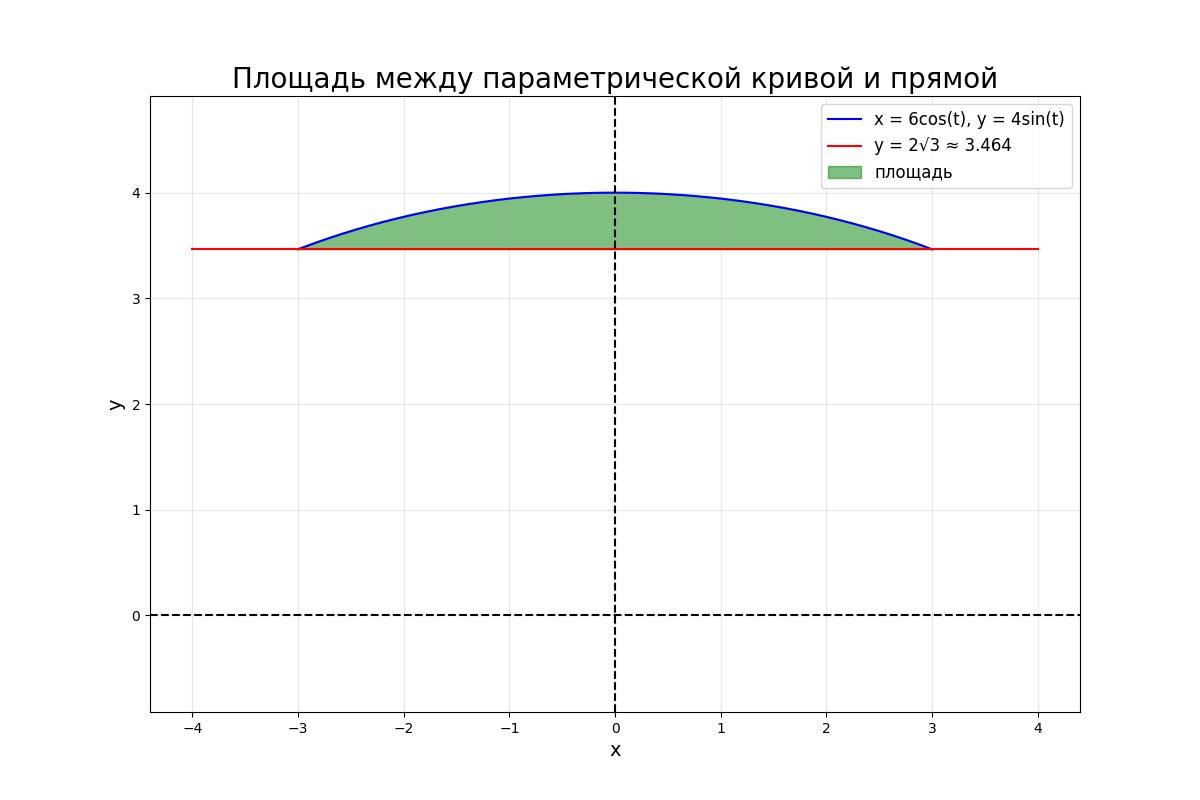 Площадь между параметрической кривой и прямой
x = 6cos(t), y = 4sin(t)
y = 2√3 ≈ 3.464
площадь
4
3
2
1
0
y
−4 −3 −2 −1 0 1 2 3 4
x